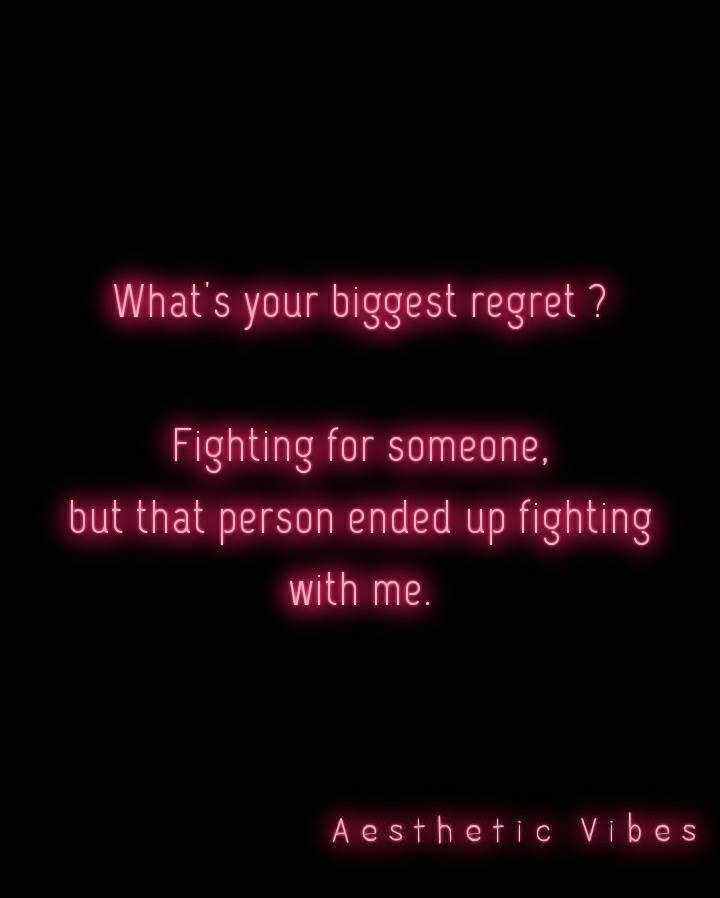 What's your biggest regret ?
Fighting for someone,
but that person ended up fighting
with me.
Aesthetic Vibes